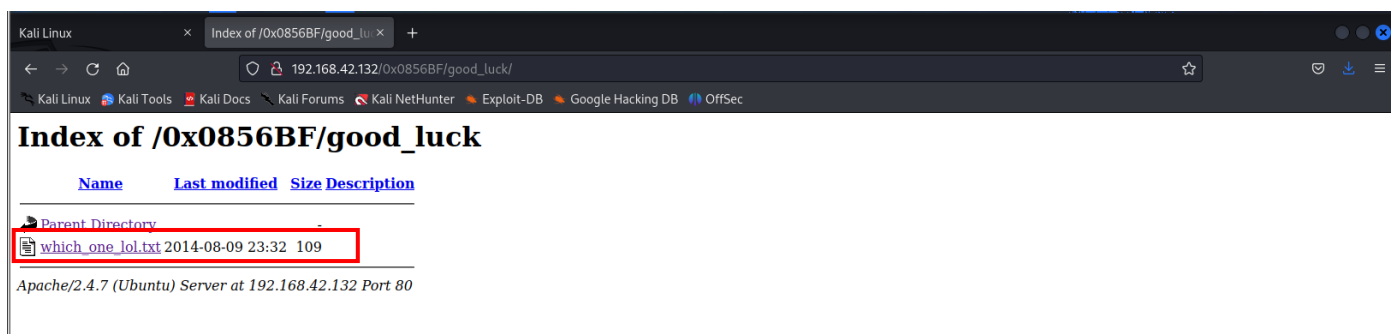 Kali Linux × Index of /0x0856BF/good_luc × +
192.168.42.132/0x0856BF/good_luck/
Kali Linux Kali Tools Kali Docs Kali Forums Kali NetHunter Exploit-DB Google Hacking DB OffSec
Index of /0x0856BF/good_luck
Name Last modified Size Description
Parent Directory -
which_one_lol.txt 2014-08-09 23:32 109
Apache/2.4.7 (Ubuntu) Server at 192.168.42.132 Port 80